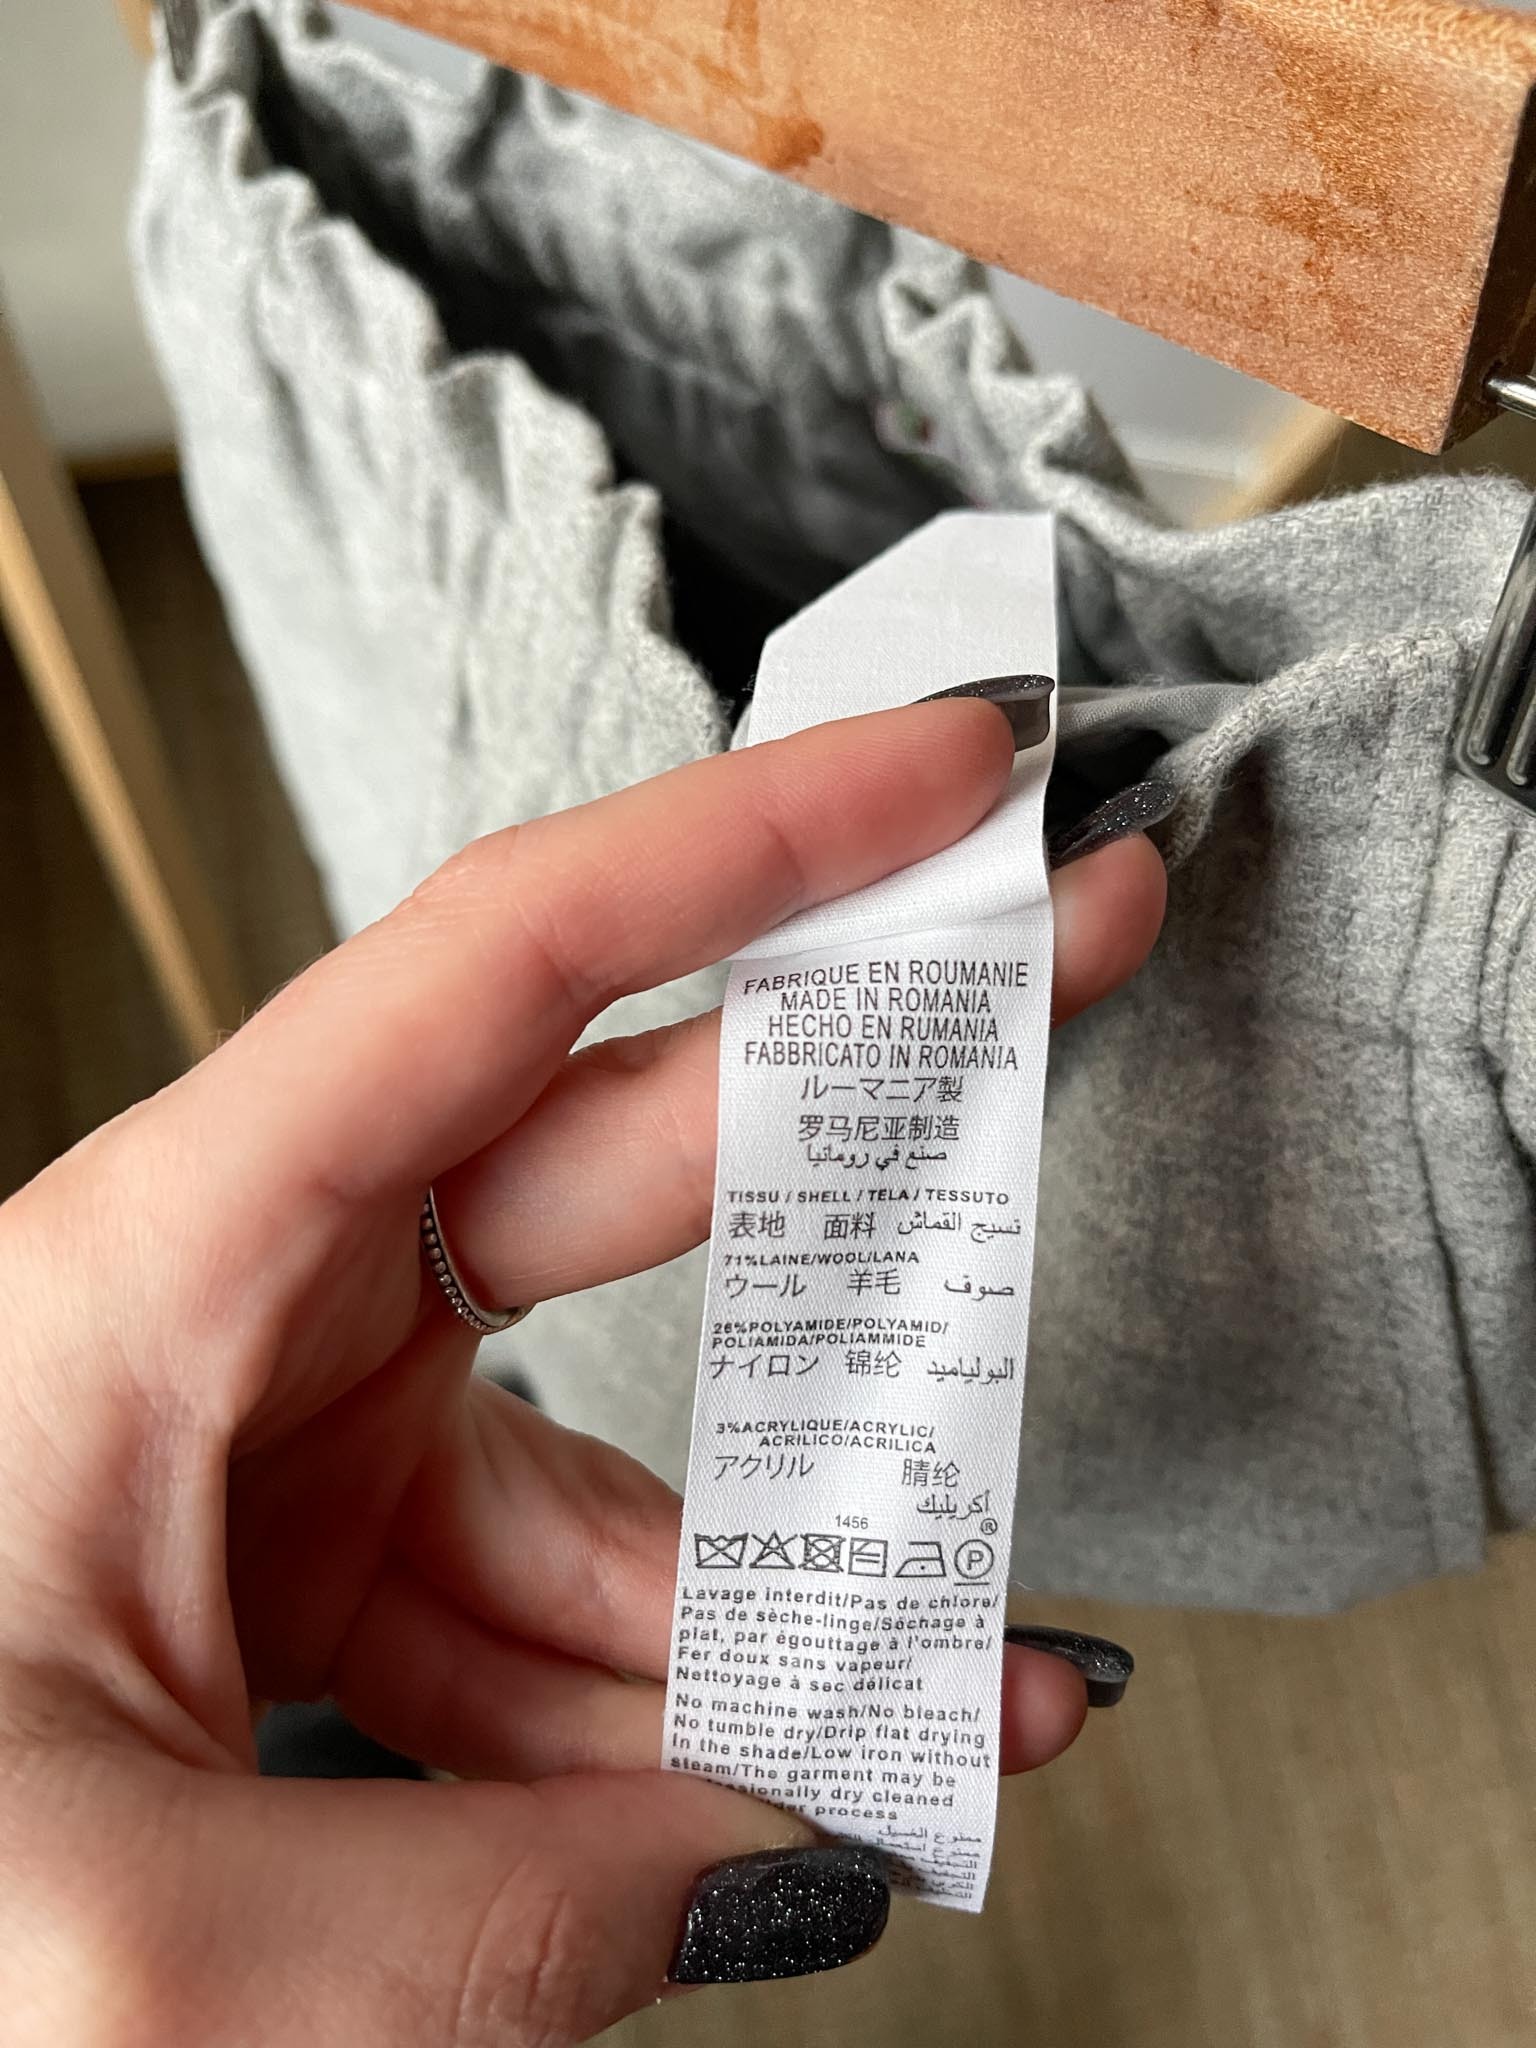 FABRIQUE EN ROUMANIE
MADE IN ROMANIA
HECHO EN RUMANIA
FABBRICATO IN ROMANIA
ルーマニア製
罗马尼亚制造
صنع في رومانيا
TISSU / SHELL / TELA / TESSUTO
表地 面料 نسيج القماش
71%LAINE/WOOL/LANA
ウール 羊毛 صوف
26%POLYAMIDE/POLYAMID/
POLIAMIDA/POLIAMMIDE
ナイロン 锦纶 البولياميد
3%ACRYLIQUE/ACRYLIC/
ACRILICO/ACRILICA
アクリル 腈纶
أكريليك
1456
®
P
Lavage interdit/Pas de chlore/
Pas de sèche-linge/Séchage à
plat, par égouttage à l'ombre/
Fer doux sans vapeur/
Nettoyage à sec délicat
No machine wash/No bleach/
No tumble dry/Drip flat drying
in the shade/Low iron without
steam/The garment may be
dry cleaned
process
ممنوع الغسيل
ممنوع استعمال